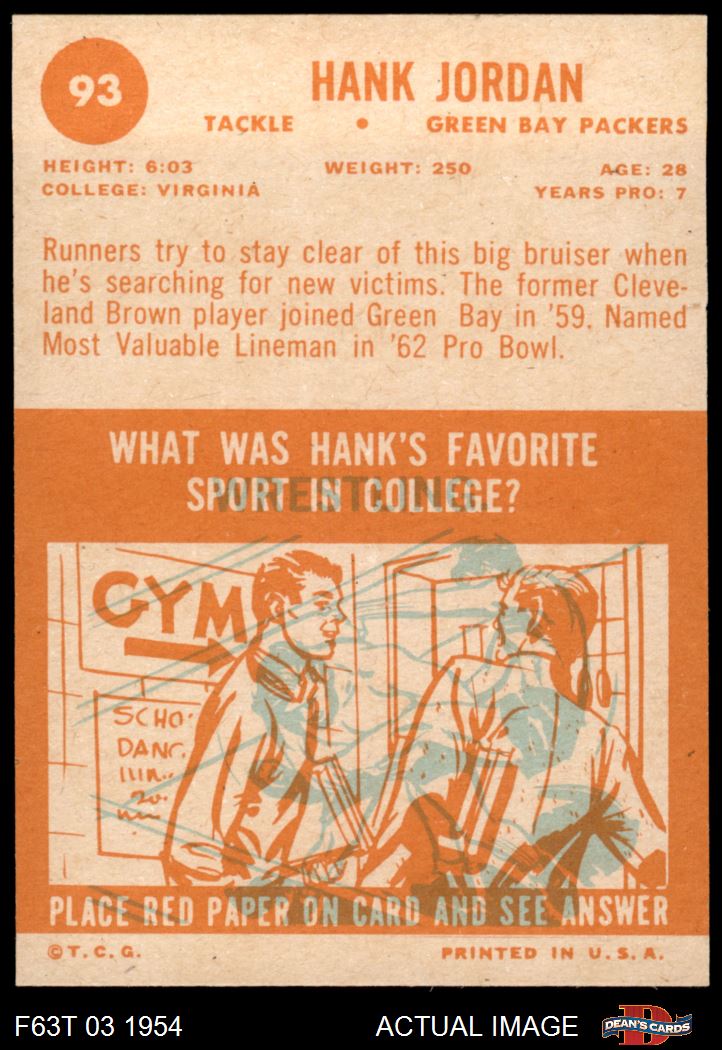 93
HANK JORDAN
TACKLE • GREEN BAY PACKERS
HEIGHT: 6:03 WEIGHT: 250 AGE: 28
COLLEGE: VIRGINIA YEARS PRO: 7
Runners try to stay clear of this big bruiser when
he's searching for new victims. The former Cleve-
land Brown player joined Green Bay in '59. Named
Most Valuable Lineman in '62 Pro Bowl.
WHAT WAS HANK'S FAVORITE
SPORT IN COLLEGE?
WRESTLING.
GYM
SCHO
DANC
PLACE RED PAPER ON CARD AND SEE ANSWER
©T.C.G. PRINTED IN U.S.A.
F63T 03 1954 ACTUAL IMAGE D DEAN'S CARDS